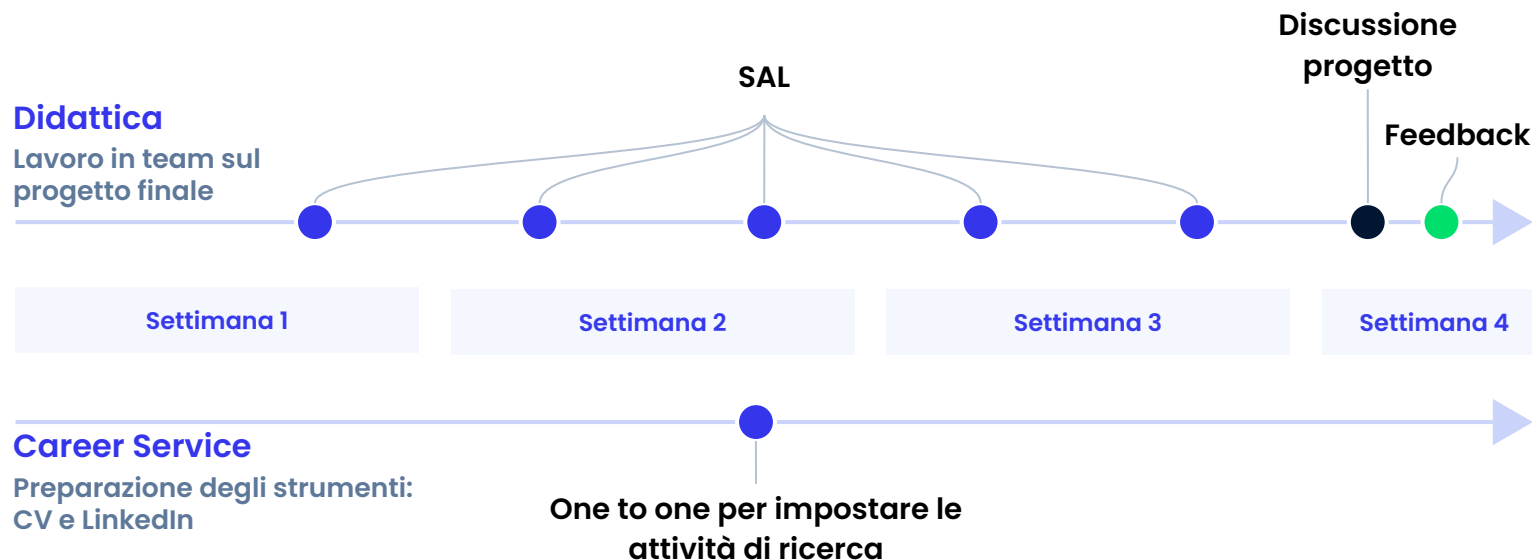 Discussione
progetto
SAL
Didattica
Feedback
Lavoro in team sul
progetto finale
Settimana 1
Settimana 2
Settimana 3
Settimana 4
Career Service
Preparazione degli strumenti:
CV e LinkedIn
One to one per impostare le
attività di ricerca